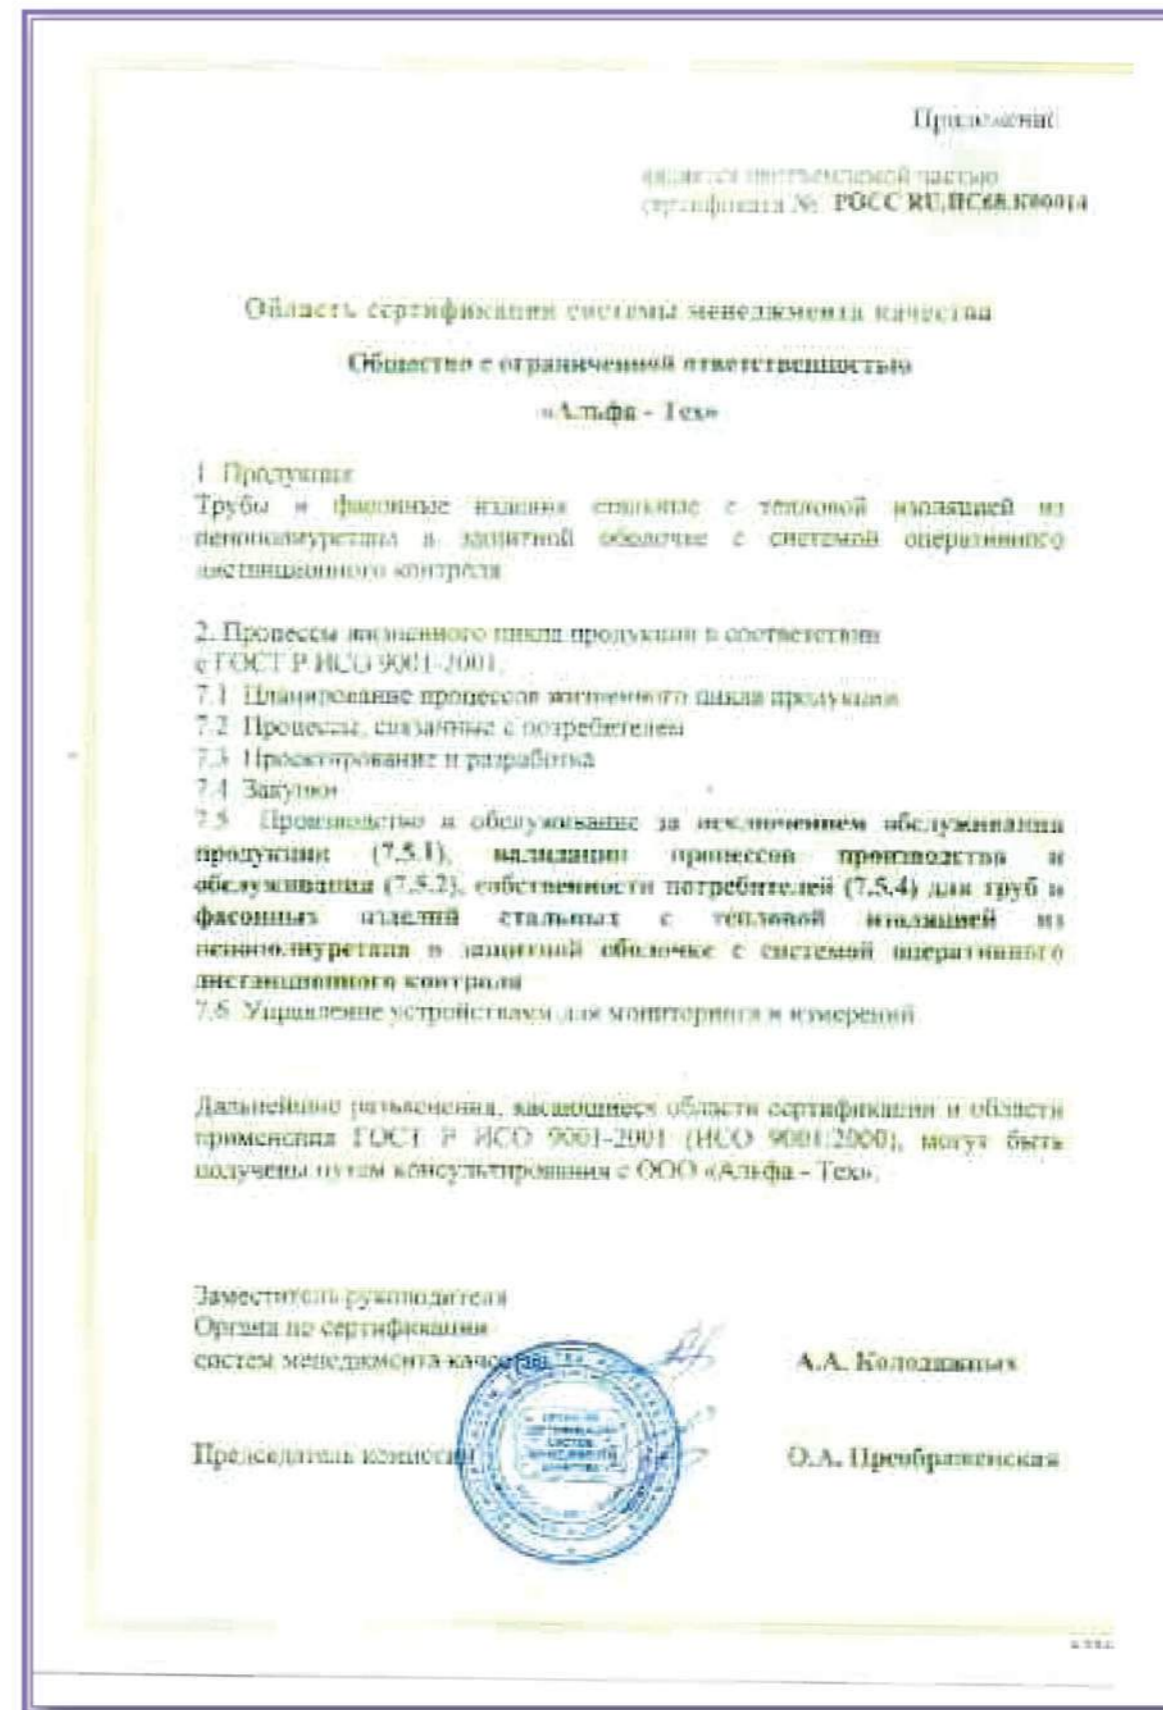 Приложени
является неотъемлемой частью
сертификата № РОСС RU.ИС68.К00014
Область сертификации системы менеджмента качества
Общество с ограниченной ответственностью
«Альфа - Тех»
1 Продукция
Трубы и фасонные изделия стальные с тепловой изоляцией из
пенополиуретана в защитной оболочке с системой оперативного
дистанционного контроля
2. Процессы жизненного цикла продукции в соответствии
с ГОСТ Р ИСО 9001-2001.
7.1 Планирование процессов жизненного цикла продукции
7.2 Процессы, связанные с потребителем
7.3 Проектирование и разработка
7.4 Закупки
7.5 Производство и обслуживание за исключением обслуживания
продукции (7.5.1), валидации процессов производства и
обслуживания (7.5.2), собственности потребителей (7.5.4) для труб и
фасонных изделий стальных с тепловой изоляцией из
пенополиуретана в защитной оболочке с системой оперативного
дистанционного контроля
7.6 Управление устройствами для мониторинга и измерений
Дальнейшие разъяснения, касающиеся области сертификации и области
применения ГОСТ Р ИСО 9001-2001 (ИСО 9001:2000), могут быть
получены путем консультирования с ООО «Альфа - Тех».
Заместитель руководителя
Органа по сертификации
систем менеджмента качества
А.А. Колодяжных
Председатель комиссии
О.А. Преображенская